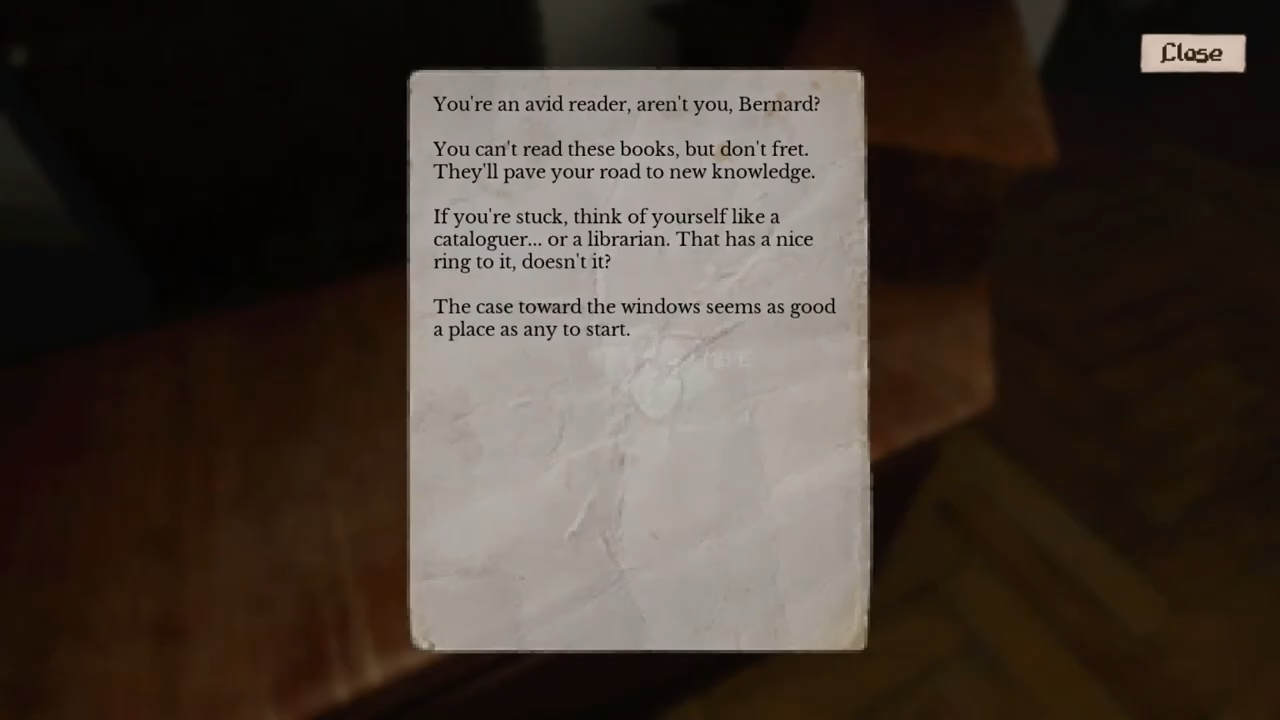 Close
You're an avid reader, aren't you, Bernard?
You can't read these books, but don't fret.
They'll pave your road to new knowledge.
If you're stuck, think of yourself like a
cataloguer... or a librarian. That has a nice
ring to it, doesn't it?
The case toward the windows seems as good
a place as any to start.